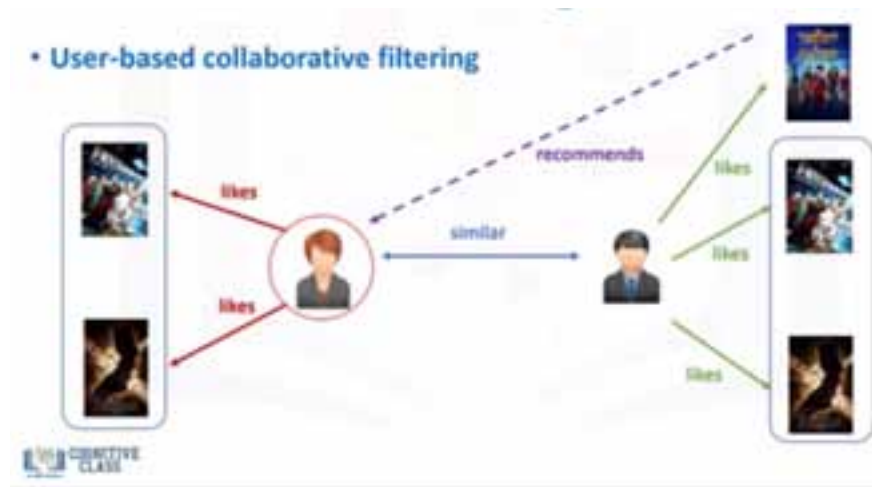 • User-based collaborative filtering
recommends
likes
likes
similar
likes
likes
likes
COGNITIVE
CLASS